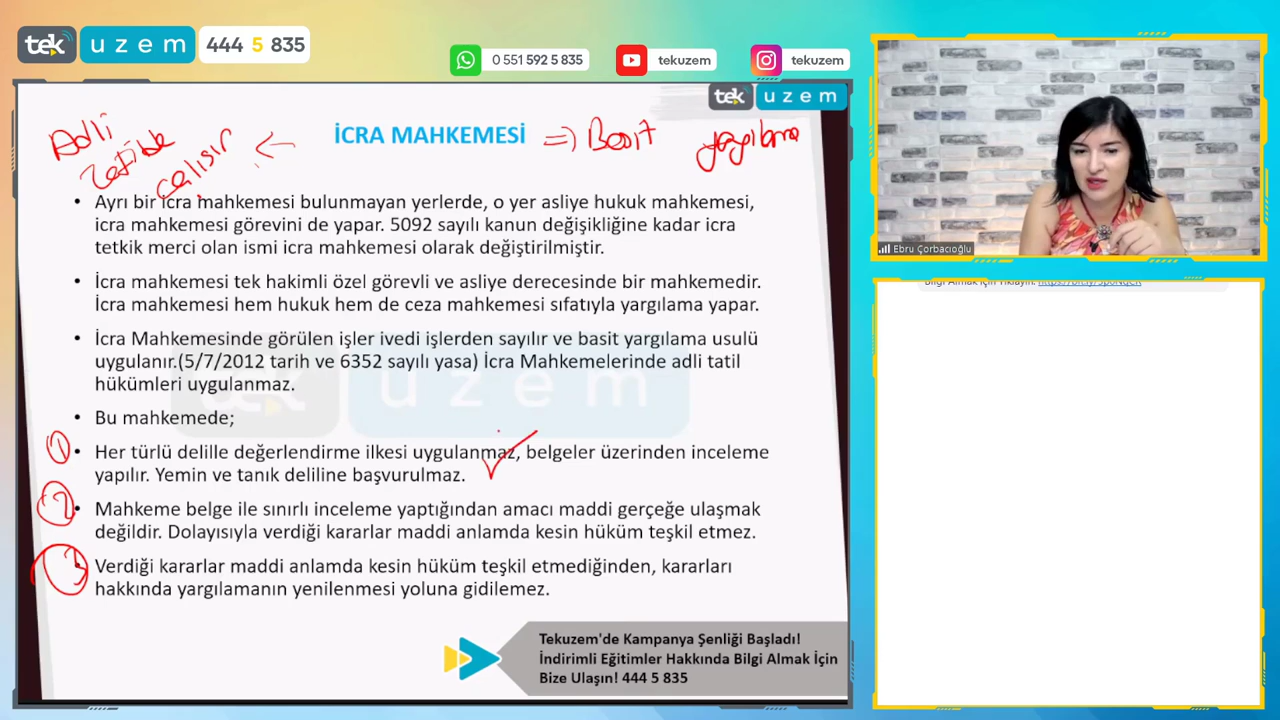 tek uzem 444 5 835
0 551 592 5 835
tekuzem
tekuzem
tek uzem
Adli
tatilde
çalışır
İCRA MAHKEMESİ => Basit yargılama
• Ayrı bir icra mahkemesi bulunmayan yerlerde, o yer asliye hukuk mahkemesi,
icra mahkemesi görevini de yapar. 5092 sayılı kanun değişikliğine kadar icra
tetkik merci olan ismi icra mahkemesi olarak değiştirilmiştir.
• İcra mahkemesi tek hakimli özel görevli ve asliye derecesinde bir mahkemedir.
İcra mahkemesi hem hukuk hem de ceza mahkemesi sıfatıyla yargılama yapar.
• İcra Mahkemesinde görülen işler ivedi işlerden sayılır ve basit yargılama usulü
uygulanır.(5/7/2012 tarih ve 6352 sayılı yasa) İcra Mahkemelerinde adli tatil
hükümleri uygulanmaz.
• Bu mahkemede;
1 Her türlü delille değerlendirme ilkesi uygulanmaz, belgeler üzerinden inceleme
yapılır. Yemin ve tanık deliline başvurulmaz.
2 • Mahkeme belge ile sınırlı inceleme yaptığından amacı maddi gerçeğe ulaşmak
değildir. Dolayısıyla verdiği kararlar maddi anlamda kesin hüküm teşkil etmez.
3 • Verdiği kararlar maddi anlamda kesin hüküm teşkil etmediğinden, kararları
hakkında yargılamanın yenilenmesi yoluna gidilemez.
tek uzem
Tekuzem'de Kampanya Şenliği Başladı!
İndirimli Eğitimler Hakkında Bilgi Almak İçin
Bize Ulaşın! 444 5 835
Ebru Çorbacıoğlu
Bilgi Almak İçin Tıklayın: